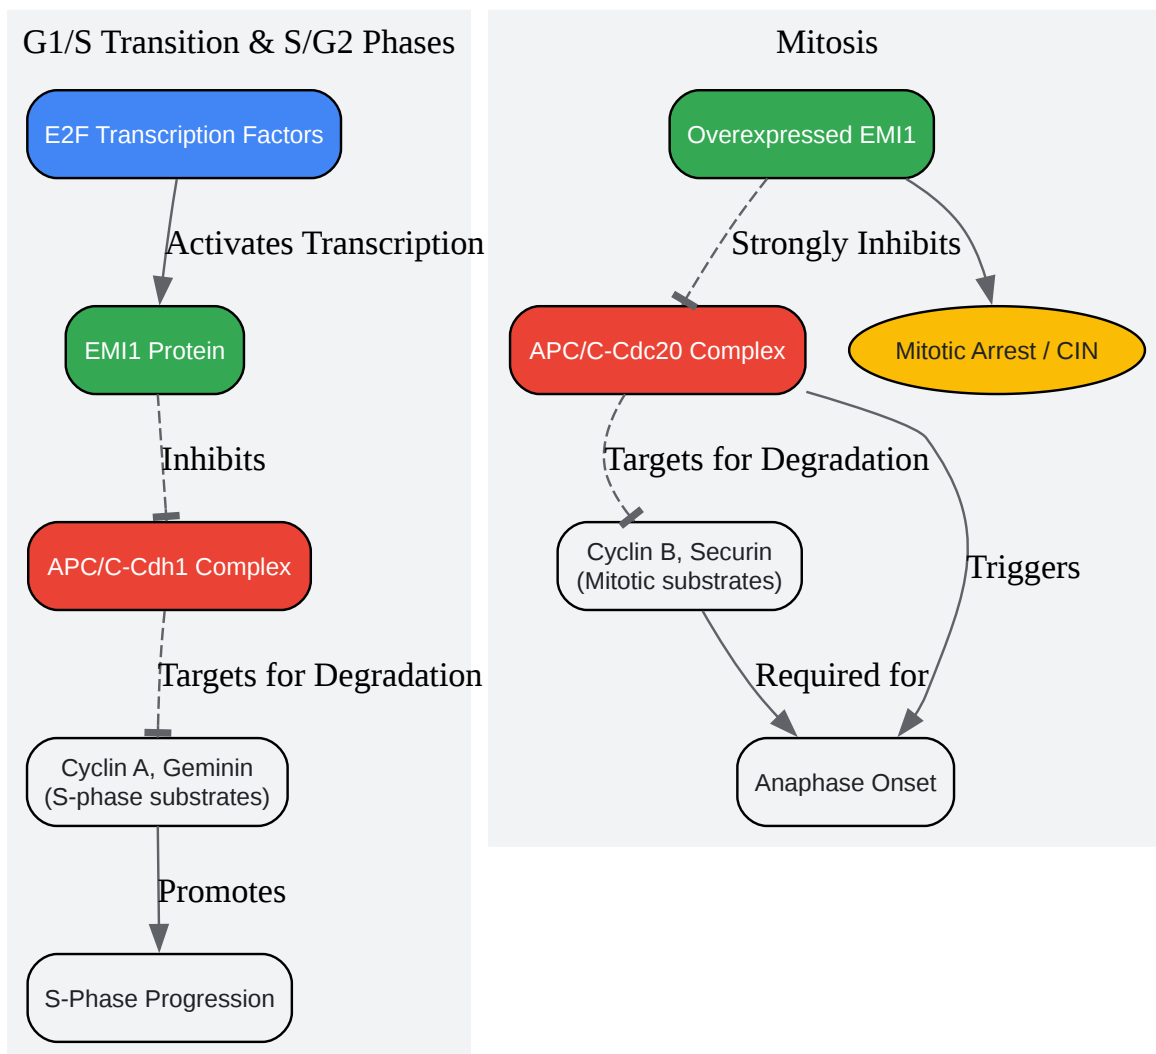 G1/S Transition & S/G2 Phases
E2F Transcription Factors
Activates Transcription
EMI1 Protein
Inhibits
APC/C-Cdh1 Complex
Targets for Degradation
Cyclin A, Geminin
(S-phase substrates)
Promotes
S-Phase Progression
Mitosis
Overexpressed EMI1
Strongly Inhibits
APC/C-Cdc20 Complex
Mitotic Arrest / CIN
Targets for Degradation
Cyclin B, Securin
(Mitotic substrates)
Triggers
Required for
Anaphase Onset